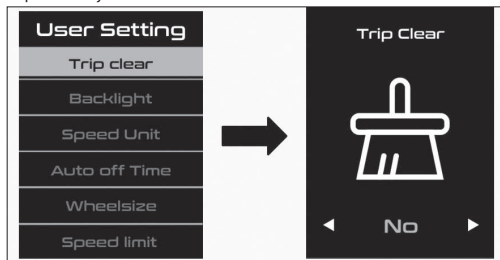 User Setting
Trip clear
Backlight
Speed Unit
Auto off Time
Wheelsize
Speed limit
Trip Clear
No